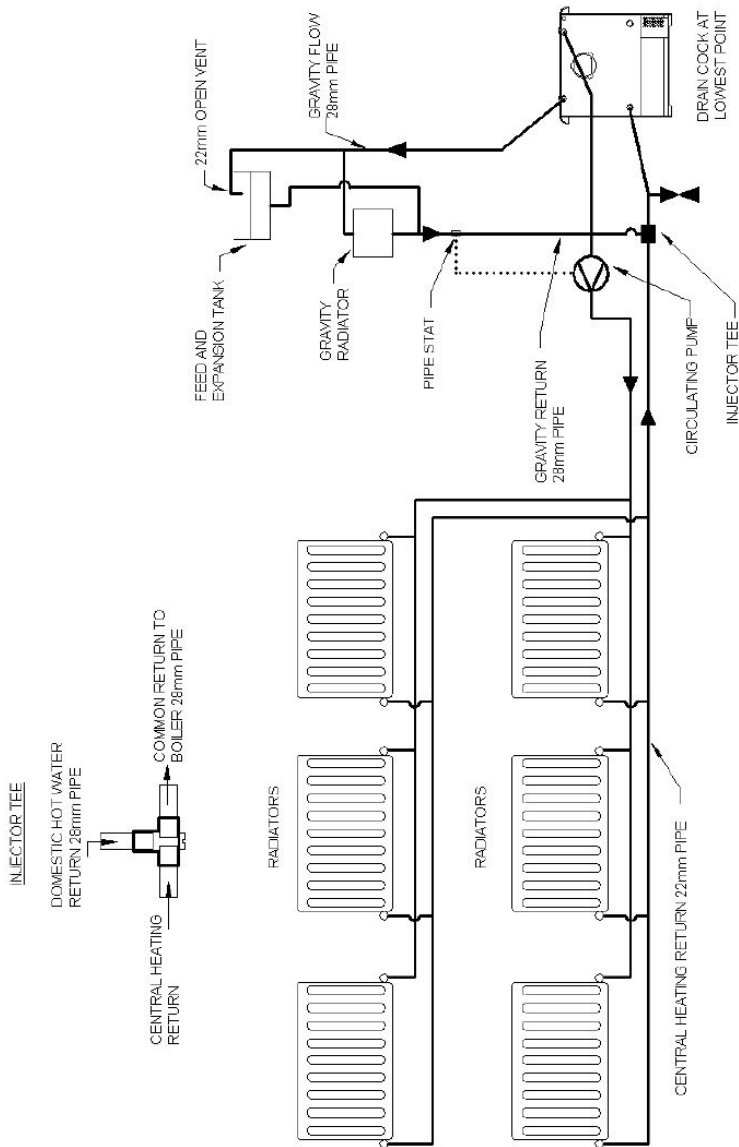 INJECTOR TEE
DOMESTIC HOT WATER
RETURN 28mm PIPE
CENTRAL HEATING
RETURN
COMMON RETURN TO
BOILER 28mm PIPE
22mm OPEN VENT
GRAVITY FLOW
28mm PIPE
FEED AND
EXPANSION TANK
GRAVITY
RADIATOR
PIPE STAT
RADIATORS
RADIATORS
GRAVITY RETURN
28mm PIPE
CIRCULATING PUMP
INJECTOR TEE
DRAIN COCK AT
LOWEST POINT
CENTRAL HEATING RETURN 22mm PIPE